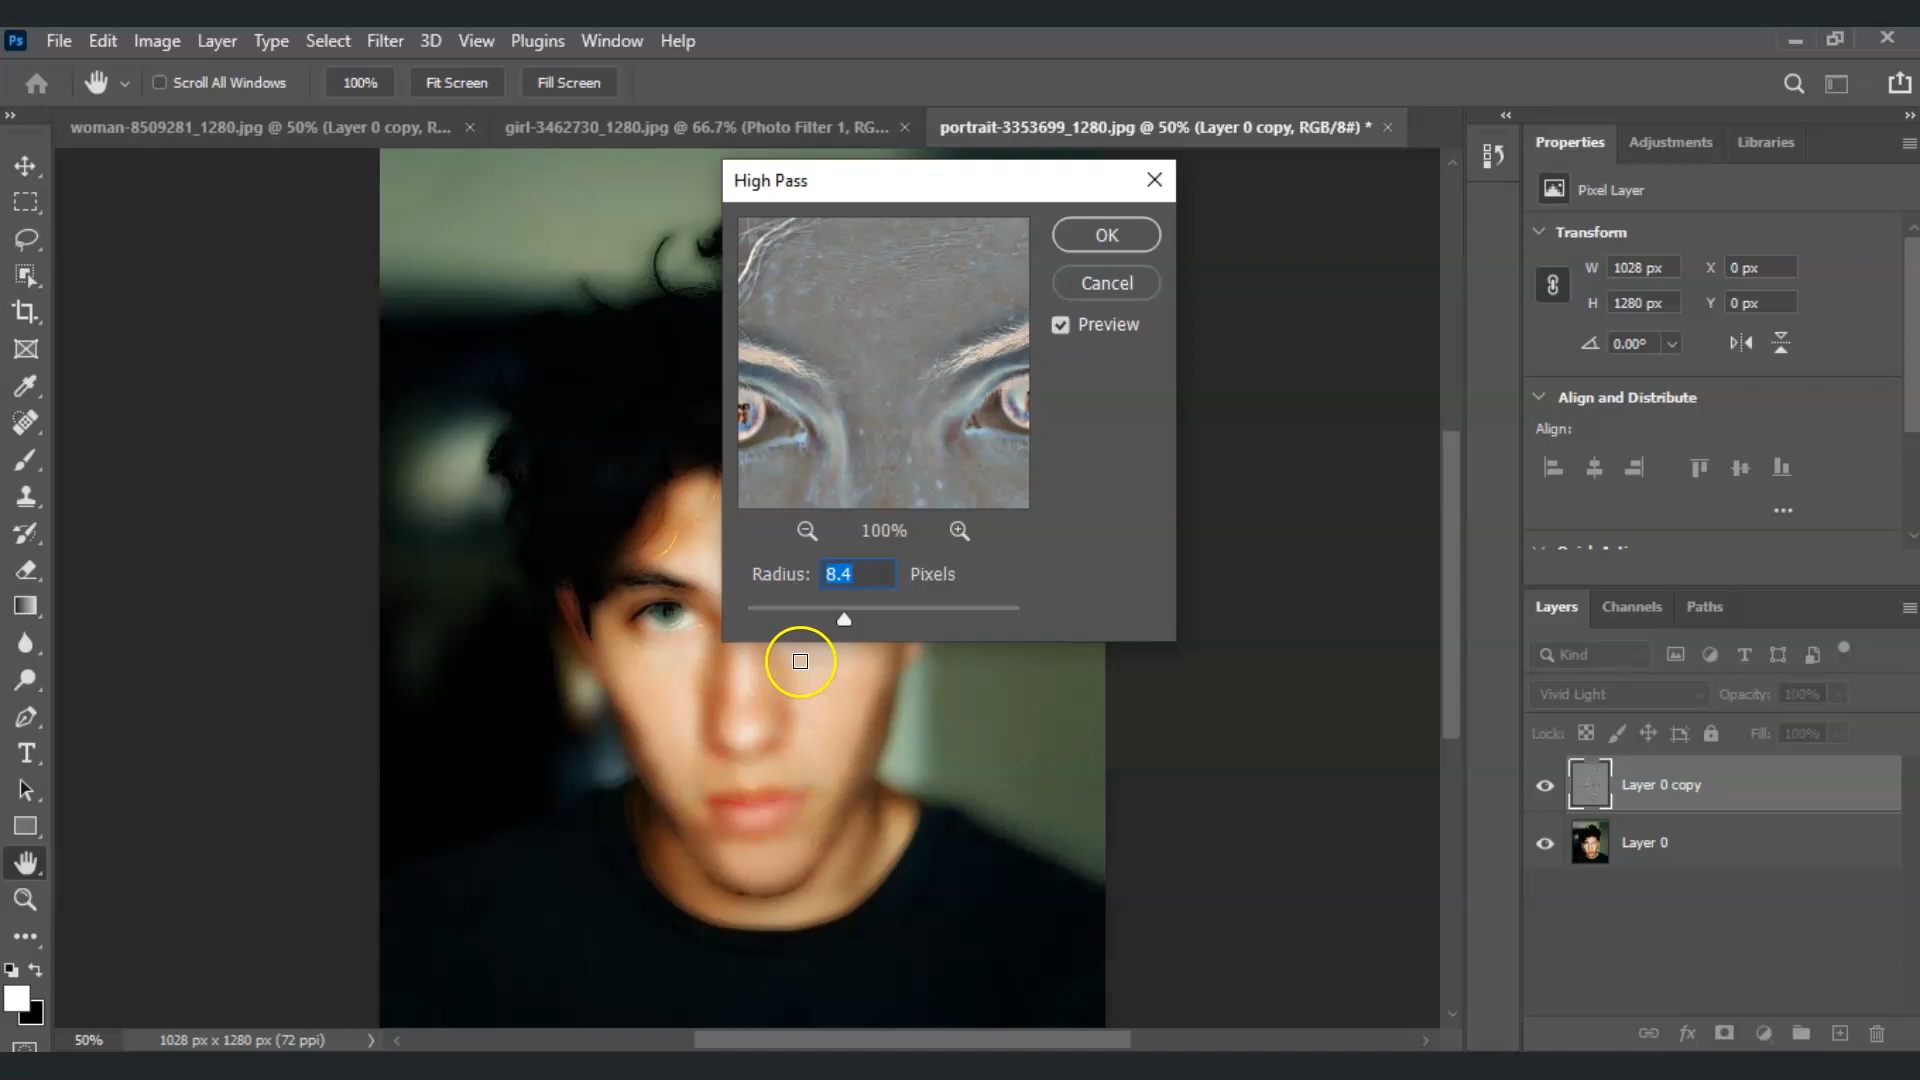 Ps File Edit Image Layer Type Select Filter 3D View Plugins Window Help
Scroll All Windows 100% Fit Screen Fill Screen
woman-8509281_1280.jpg @ 50% (Layer 0 copy, R... × girl-3462730_1280.jpg @ 66.7% (Photo Filter 1, RG... × portrait-3353699_1280.jpg @ 50% (Layer 0 copy, RGB/8#) * ×
High Pass
OK
Cancel
Preview
100%
Radius: 8.4 Pixels
Properties Adjustments Libraries
Pixel Layer
Transform
W 1028 px X 0 px
H 1280 px Y 0 px
0.00°
Align and Distribute
Align:
Layers Channels Paths
Kind
Vivid Light Opacity: 100%
Lock: Fill: 100%
Layer 0 copy
Layer 0
fx
50% 1028 px x 1280 px (72 ppi)